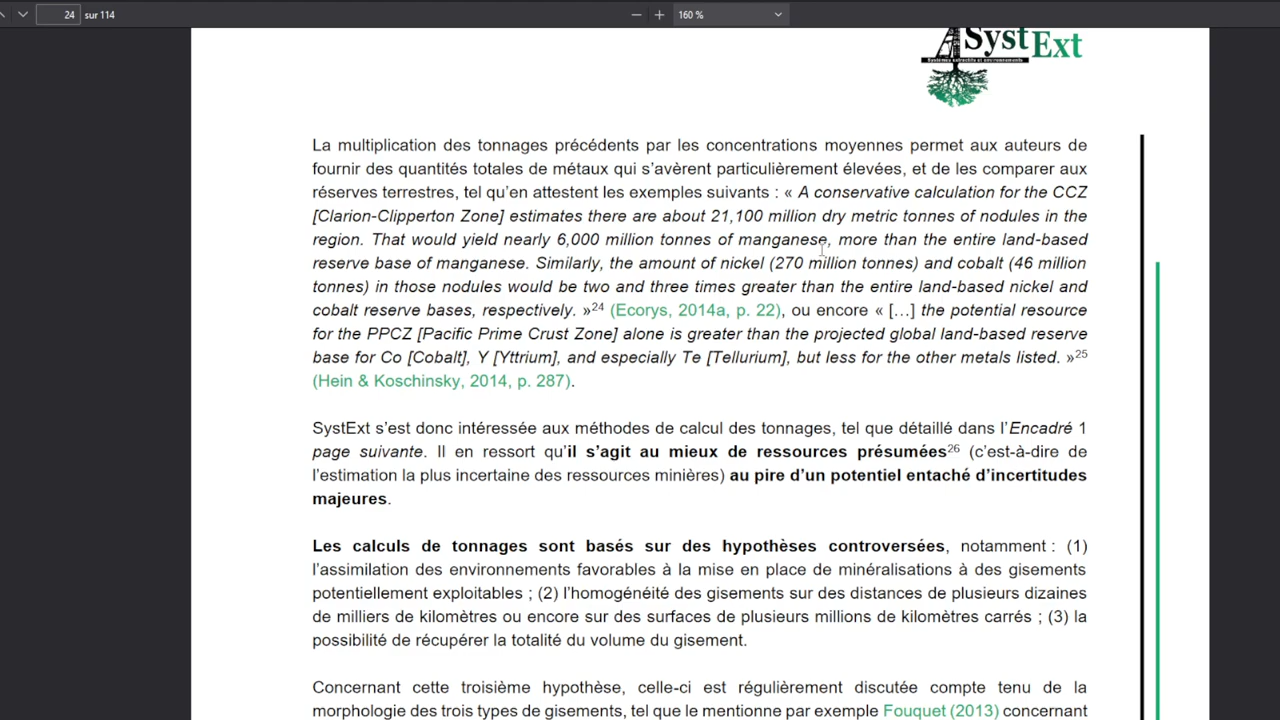 24 sur 114
160 %
Syst Ext
Systèmes extractifs et environnements
La multiplication des tonnages précédents par les concentrations moyennes permet aux auteurs de
fournir des quantités totales de métaux qui s’avèrent particulièrement élevées, et de les comparer aux
réserves terrestres, tel qu’en attestent les exemples suivants : « A conservative calculation for the CCZ
[Clarion-Clipperton Zone] estimates there are about 21,100 million dry metric tonnes of nodules in the
region. That would yield nearly 6,000 million tonnes of manganese, more than the entire land-based
reserve base of manganese. Similarly, the amount of nickel (270 million tonnes) and cobalt (46 million
tonnes) in those nodules would be two and three times greater than the entire land-based nickel and
cobalt reserve bases, respectively. »24 (Ecorys, 2014a, p. 22), ou encore « […] the potential resource
for the PPCZ [Pacific Prime Crust Zone] alone is greater than the projected global land-based reserve
base for Co [Cobalt], Y [Yttrium], and especially Te [Tellurium], but less for the other metals listed. »25
(Hein & Koschinsky, 2014, p. 287).
SystExt s’est donc intéressée aux méthodes de calcul des tonnages, tel que détaillé dans l’Encadré 1
page suivante. Il en ressort qu’il s’agit au mieux de ressources présumées26 (c’est-à-dire de
l’estimation la plus incertaine des ressources minières) au pire d’un potentiel entaché d’incertitudes
majeures.
Les calculs de tonnages sont basés sur des hypothèses controversées, notamment : (1)
l’assimilation des environnements favorables à la mise en place de minéralisations à des gisements
potentiellement exploitables ; (2) l’homogénéité des gisements sur des distances de plusieurs dizaines
de milliers de kilomètres ou encore sur des surfaces de plusieurs millions de kilomètres carrés ; (3) la
possibilité de récupérer la totalité du volume du gisement.
Concernant cette troisième hypothèse, celle-ci est régulièrement discutée compte tenu de la
morphologie des trois types de gisements, tel que le mentionne par exemple Fouquet (2013) concernant